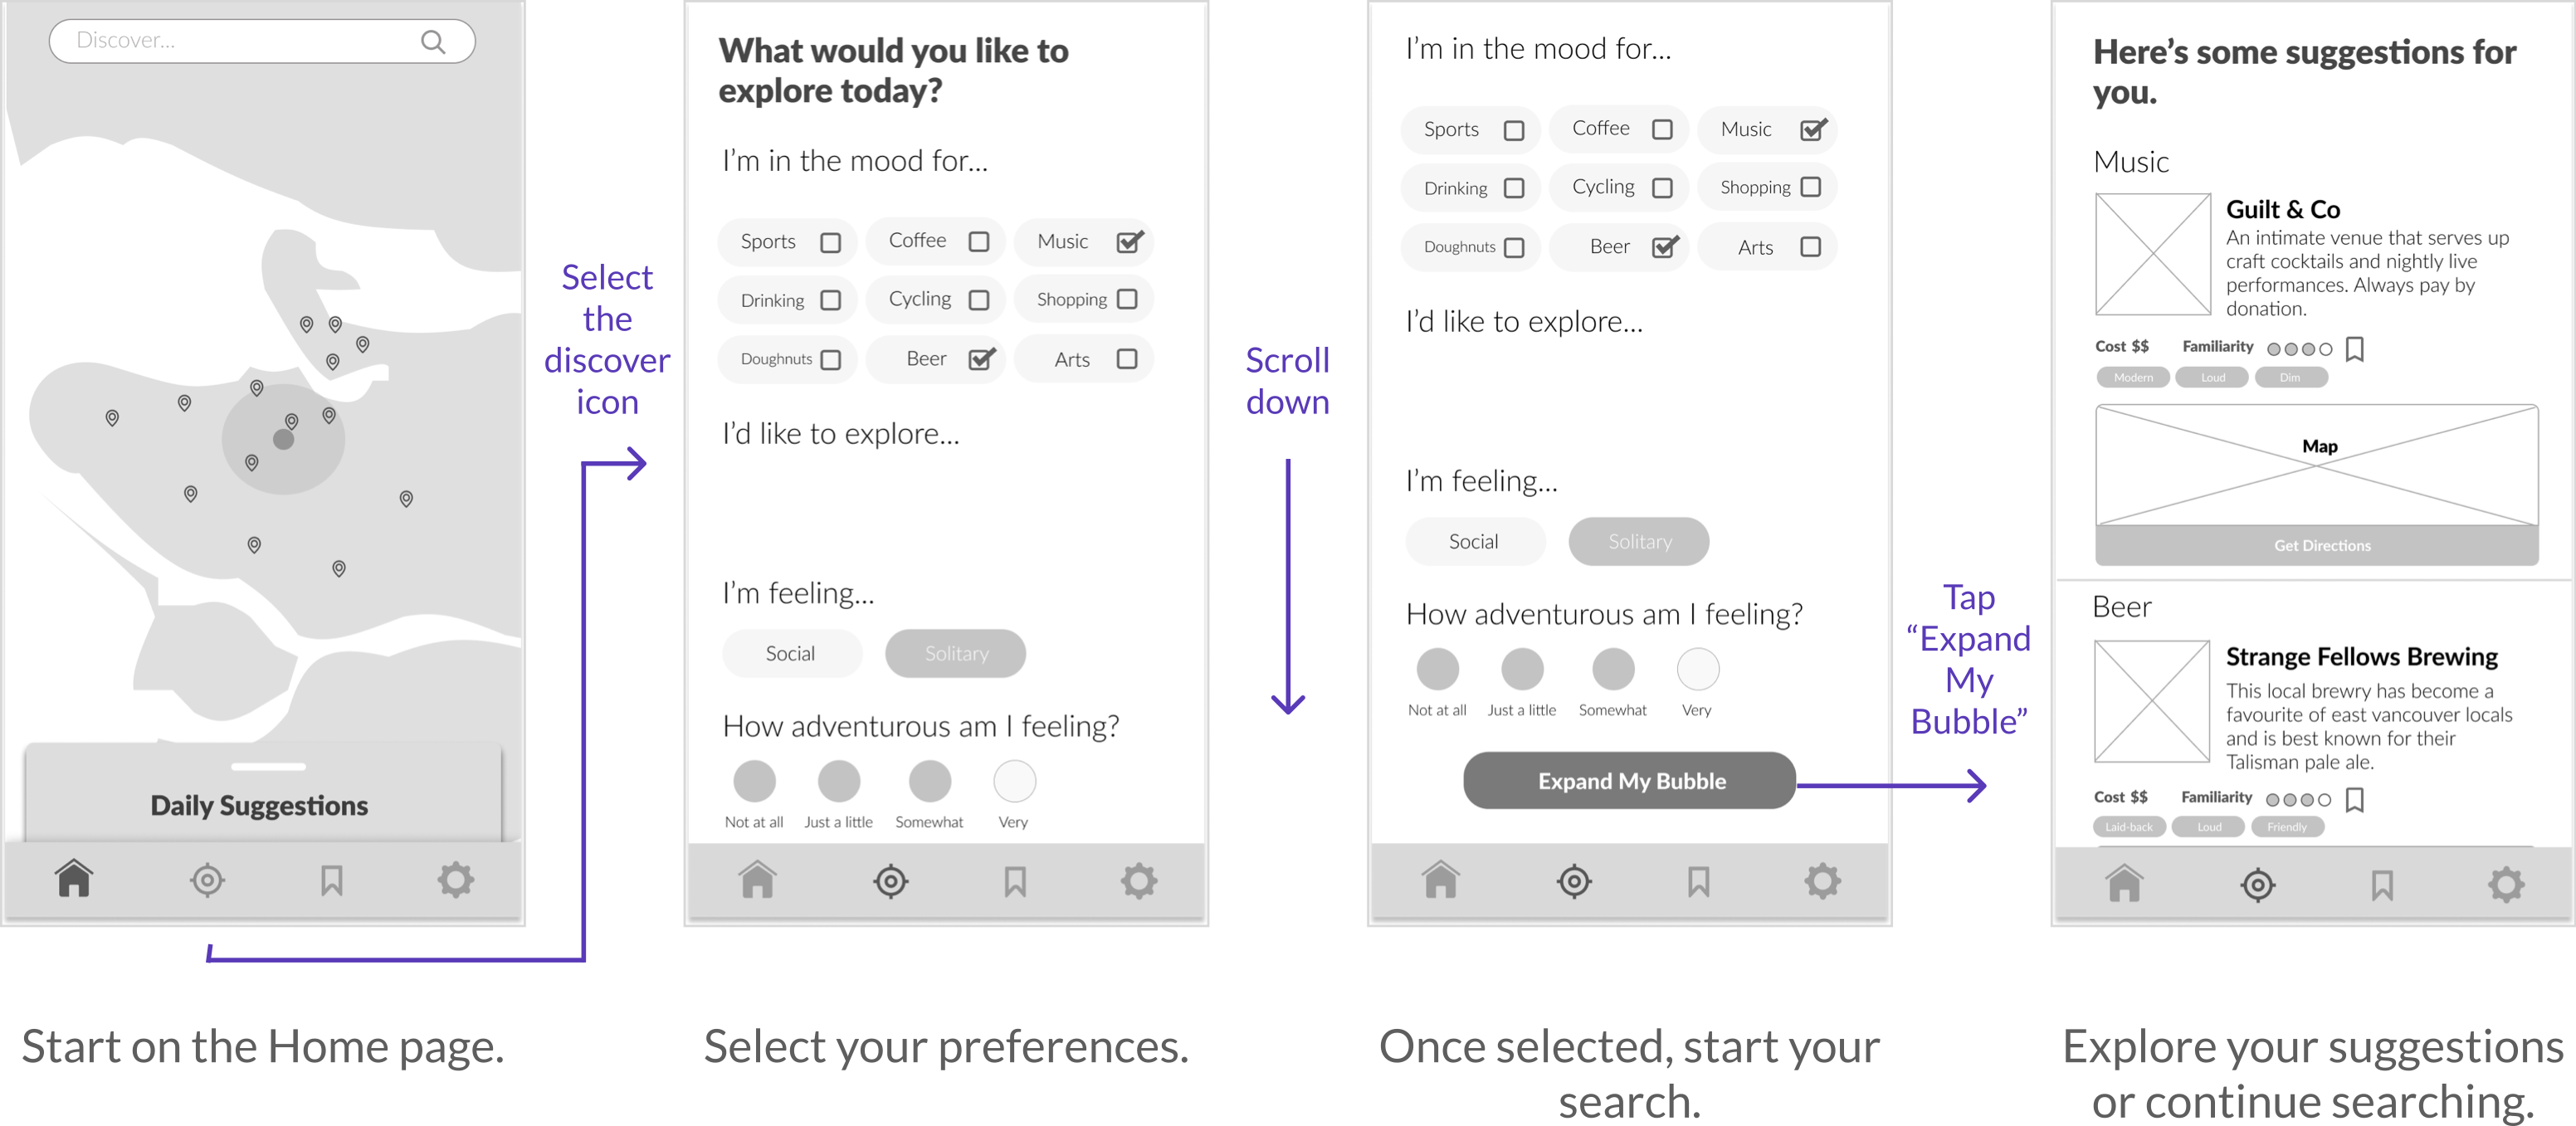 Discover...
Daily Suggestions
Start on the Home page.
Select
the
discover
icon
What would you like to
explore today?
I'm in the mood for...
Sports
Coffee
Music
Drinking
Cycling
Shopping
Doughnuts
Beer
Arts
I'd like to explore...
I'm feeling...
Social
Solitary
How adventurous am I feeling?
Not at all
Just a little
Somewhat
Very
Select your preferences.
Scroll
down
I'm in the mood for...
Sports
Coffee
Music
Drinking
Cycling
Shopping
Doughnuts
Beer
Arts
I'd like to explore...
I'm feeling...
Social
Solitary
How adventurous am I feeling?
Not at all
Just a little
Somewhat
Very
Expand My Bubble
Once selected, start your
search.
Tap
“Expand
My
Bubble”
Here’s some suggestions for
you.
Music
Guilt & Co
An intimate venue that serves up
craft cocktails and nightly live
performances. Always pay by
donation.
Cost $$
Familiarity
Modern
Loud
Dim
Map
Get Directions
Beer
Strange Fellows Brewing
This local brewry has become a
favourite of east vancouver locals
and is best known for their
Talisman pale ale.
Cost $$
Familiarity
Laid-back
Loud
Friendly
Explore your suggestions
or continue searching.